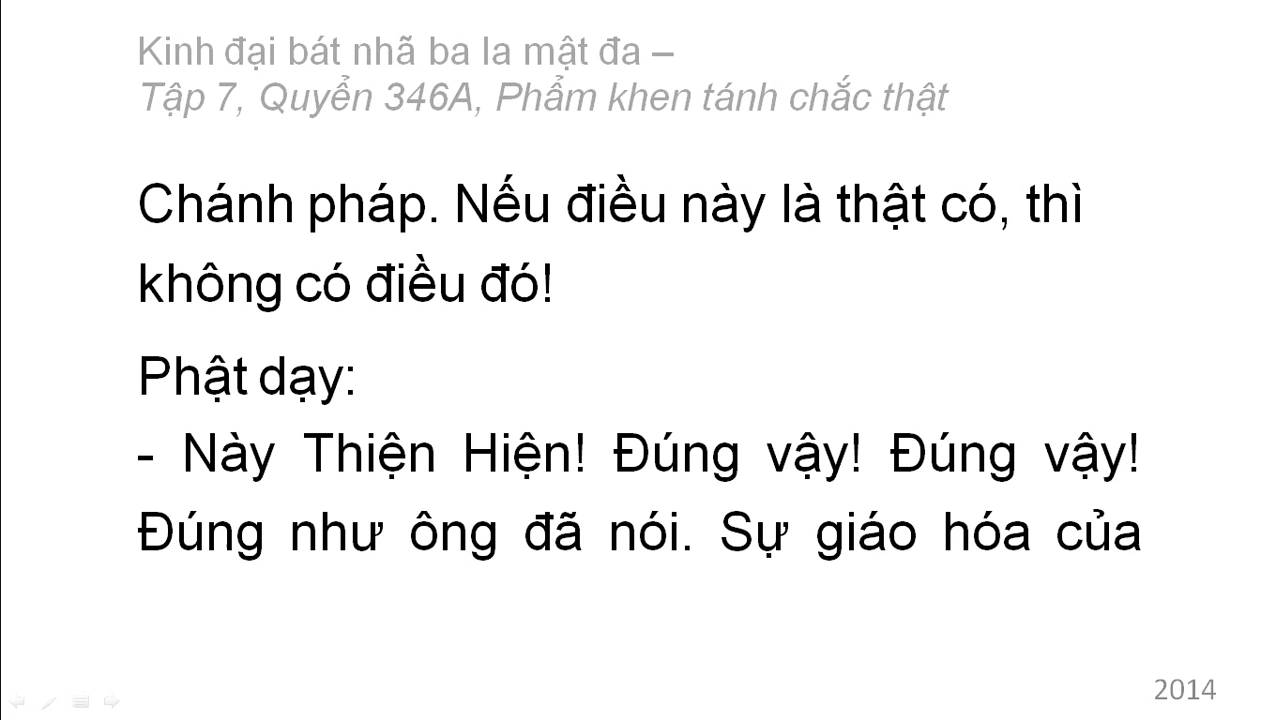 Kinh đại bát nhã ba la mật đa –
Tập 7, Quyển 346A, Phẩm khen tánh chắc thật
Chánh pháp. Nếu điều này là thật có, thì
không có điều đó!
Phật dạy:
- Này Thiện Hiện! Đúng vậy! Đúng vậy!
Đúng như ông đã nói. Sự giáo hóa của
2014